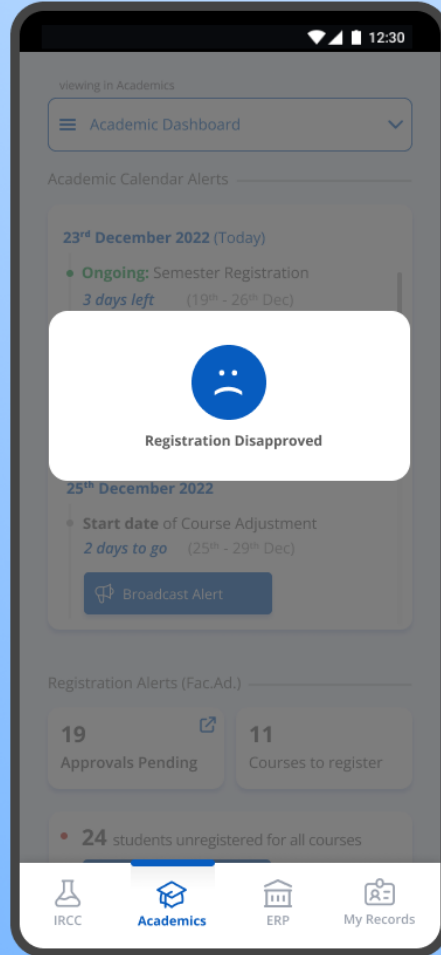 12:30
viewing in Academics
Academic Dashboard
Academic Calendar Alerts
23rd December 2022 (Today)
Ongoing: Semester Registration
3 days left (19th - 26th Dec)
Registration Disapproved
25th December 2022
Start date of Course Adjustment
2 days to go (25th - 29th Dec)
Broadcast Alert
Registration Alerts (Fac.Ad.)
19 11
Approvals Pending Courses to register
24 students unregistered for all courses
IRCC Academics ERP My Records